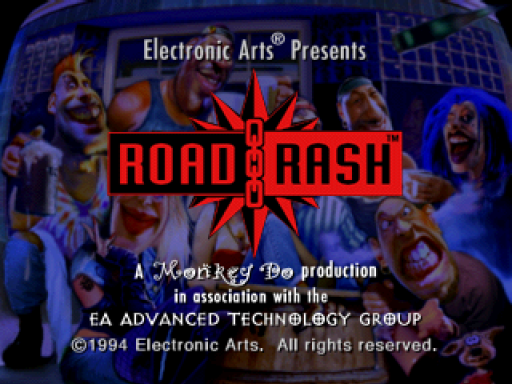 Electronic Arts® Presents
ROAD RASH™
A Monkey Do production
in association with the
EA ADVANCED TECHNOLOGY GROUP
©1994 Electronic Arts. All rights reserved.